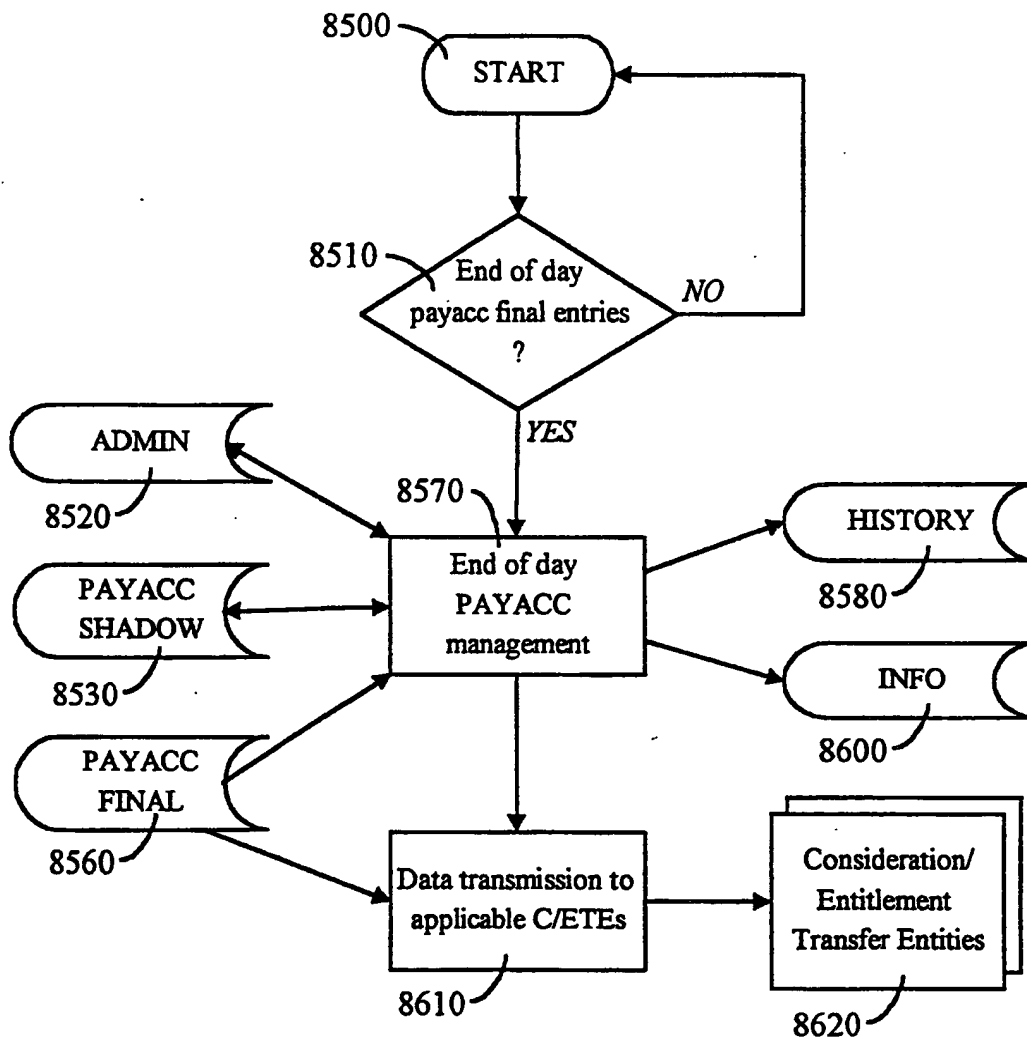 8500
START
8510
End of day
payacc final entries
?
NO
YES
ADMIN
8520
8570
End of day
PAYACC
management
HISTORY
8580
PAYACC
SHADOW
8530
INFO
8600
PAYACC
FINAL
8560
Data transmission to
applicable C/ETEs
8610
Consideration/
Entitlement
Transfer Entities
8620